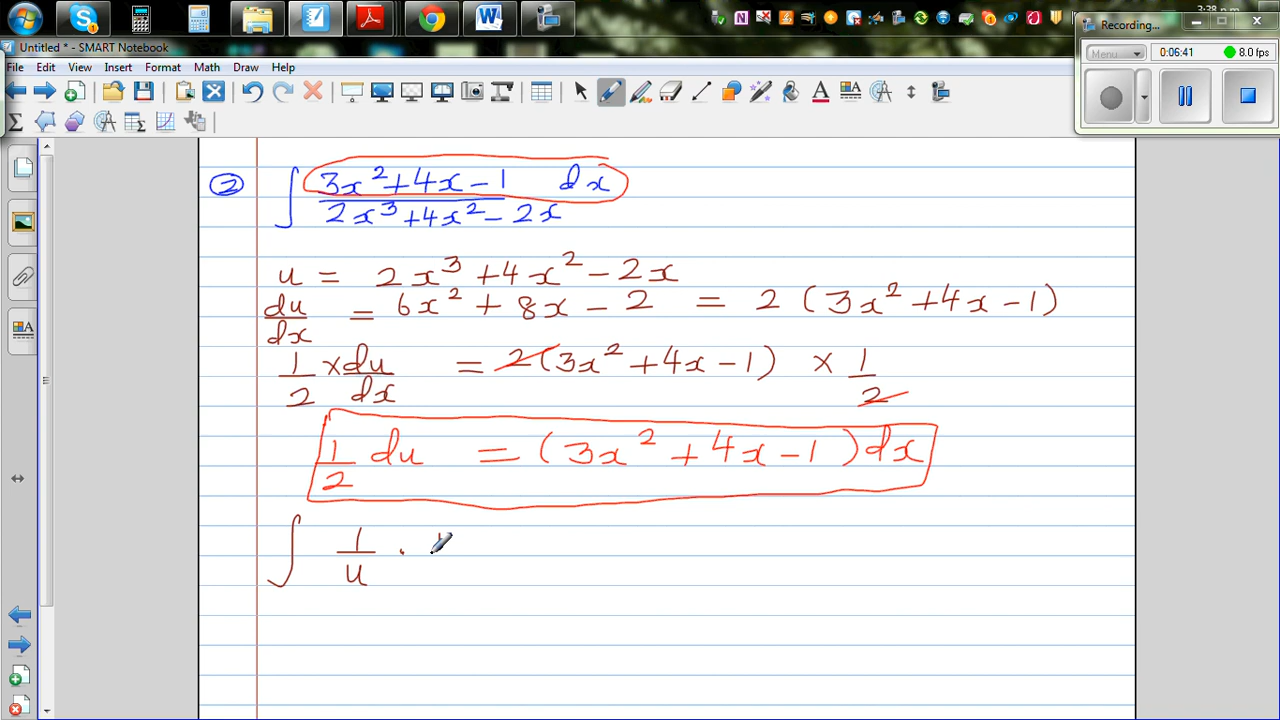 3:38 p.m.
Untitled * - SMART Notebook
Recording...
File Edit View Insert Format Math Draw Help
Menu 0:06:41 8.0 fps
② ∫ (3x² + 4x − 1 dx) / (2x³ + 4x² − 2x)
u = 2x³ + 4x² − 2x
du/dx = 6x² + 8x − 2 = 2 (3x² + 4x − 1)
1/2 × du/dx = 2(3x² + 4x − 1) × 1/2
1/2 du = (3x² + 4x − 1) dx
∫ 1/u ·